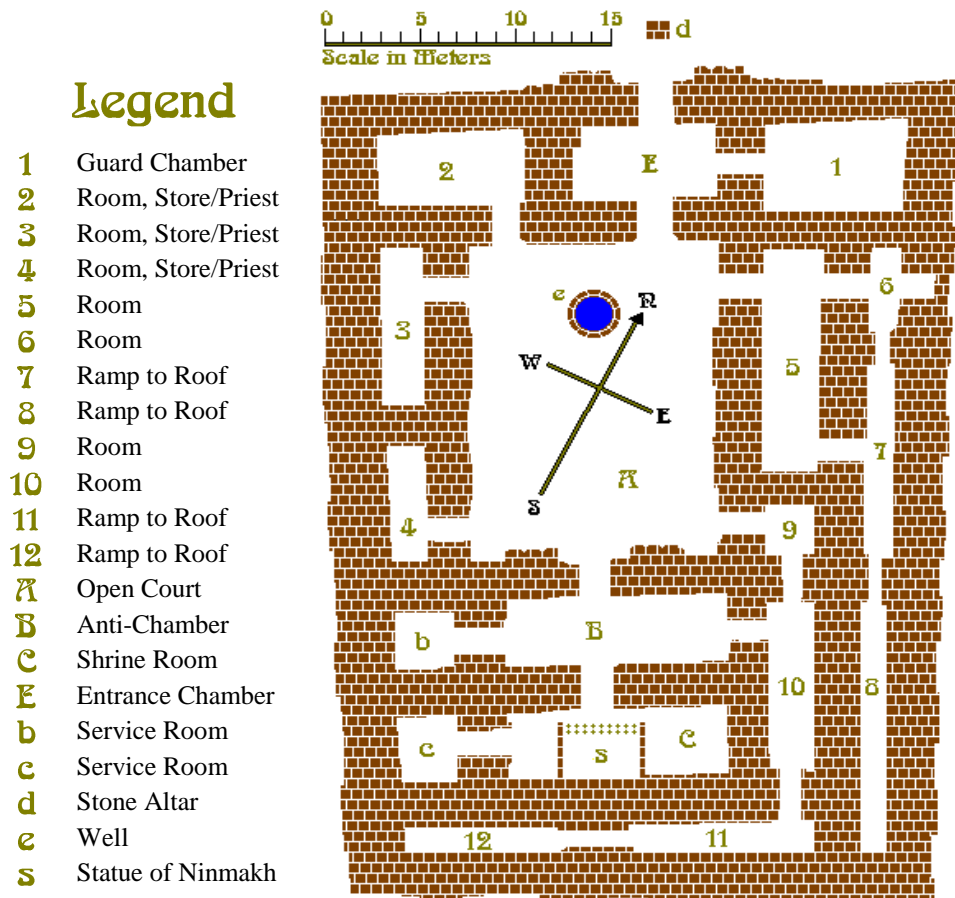 0 5 10 15
Scale in Meters
d
Legend
1 Guard Chamber
2 Room, Store/Priest
3 Room, Store/Priest
4 Room, Store/Priest
5 Room
6 Room
7 Ramp to Roof
8 Ramp to Roof
9 Room
10 Room
11 Ramp to Roof
12 Ramp to Roof
A Open Court
B Anti-Chamber
C Shrine Room
E Entrance Chamber
b Service Room
c Service Room
d Stone Altar
e Well
s Statue of Ninmakh
2 E 1
e N 6
3 W 5
E
A 7
S
4 9
b B
10 8
c s C
12 11